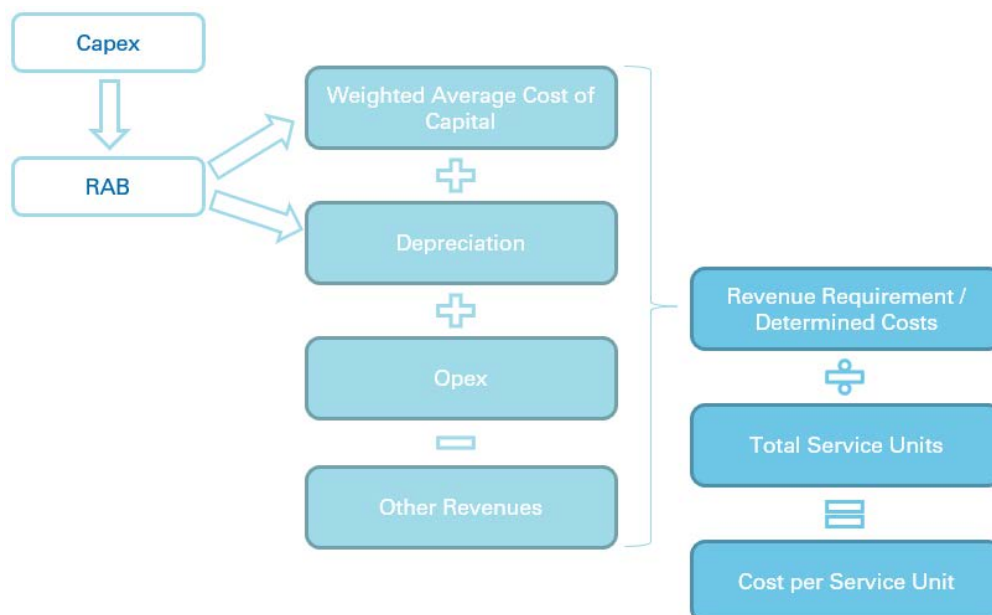 Capex
RAB
Weighted Average Cost of
Capital
Depreciation
Opex
Other Revenues
Revenue Requirement /
Determined Costs
Total Service Units
Cost per Service Unit